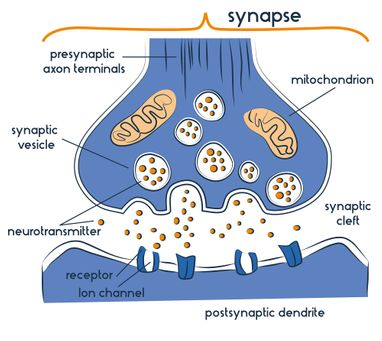 synapse
presynaptic
axon terminals
mitochondrion
synaptic
vesicle
neurotransmitter
synaptic
cleft
receptor
Ion channel
postsynaptic dendrite